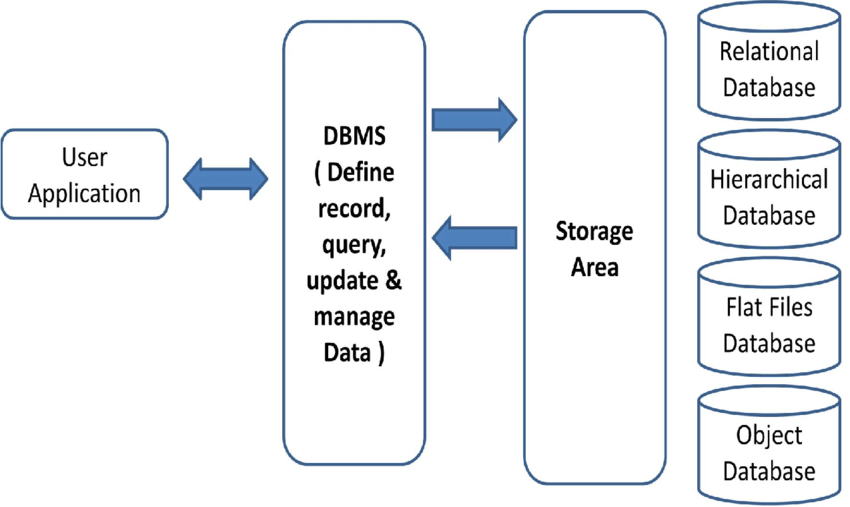 User
Application
DBMS
( Define
record,
query,
update &
manage
Data )
Storage
Area
Relational
Database
Hierarchical
Database
Flat Files
Database
Object
Database